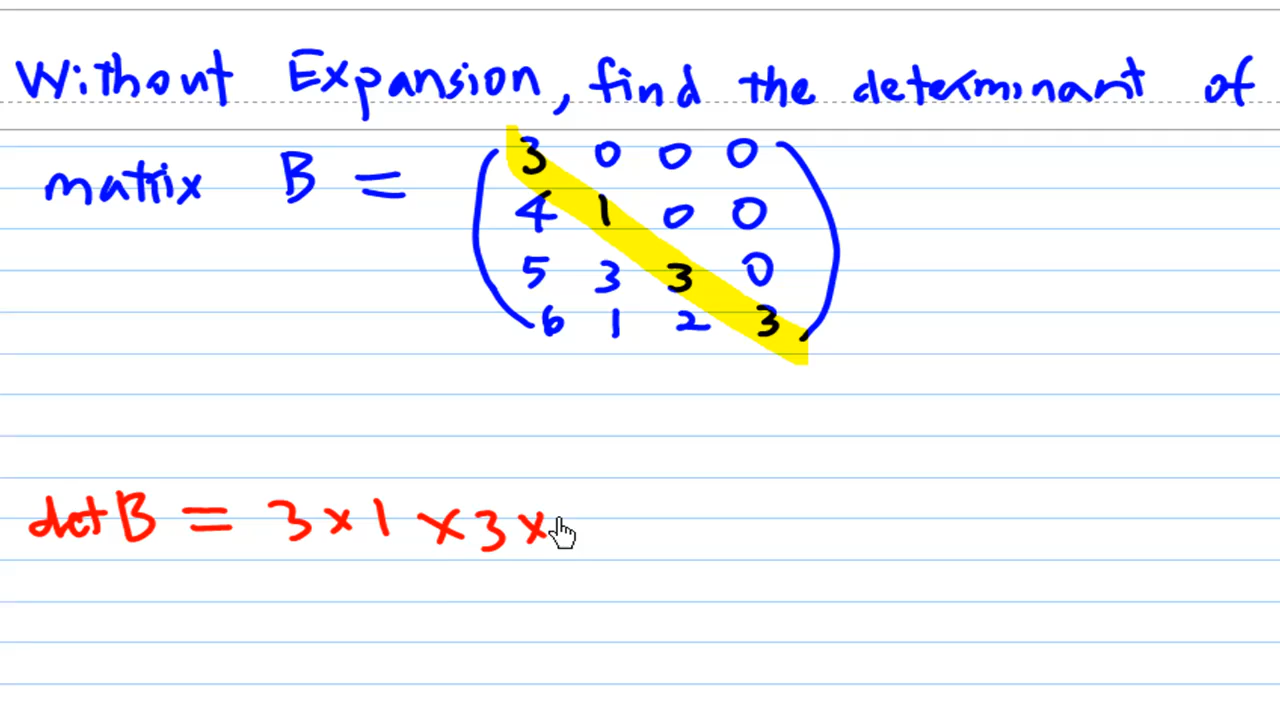 Without Expansion, find the determinant of
matrix B =
3 0 0 0
4 1 0 0
5 3 3 0
6 1 2 3
det B = 3 × 1 × 3 ×